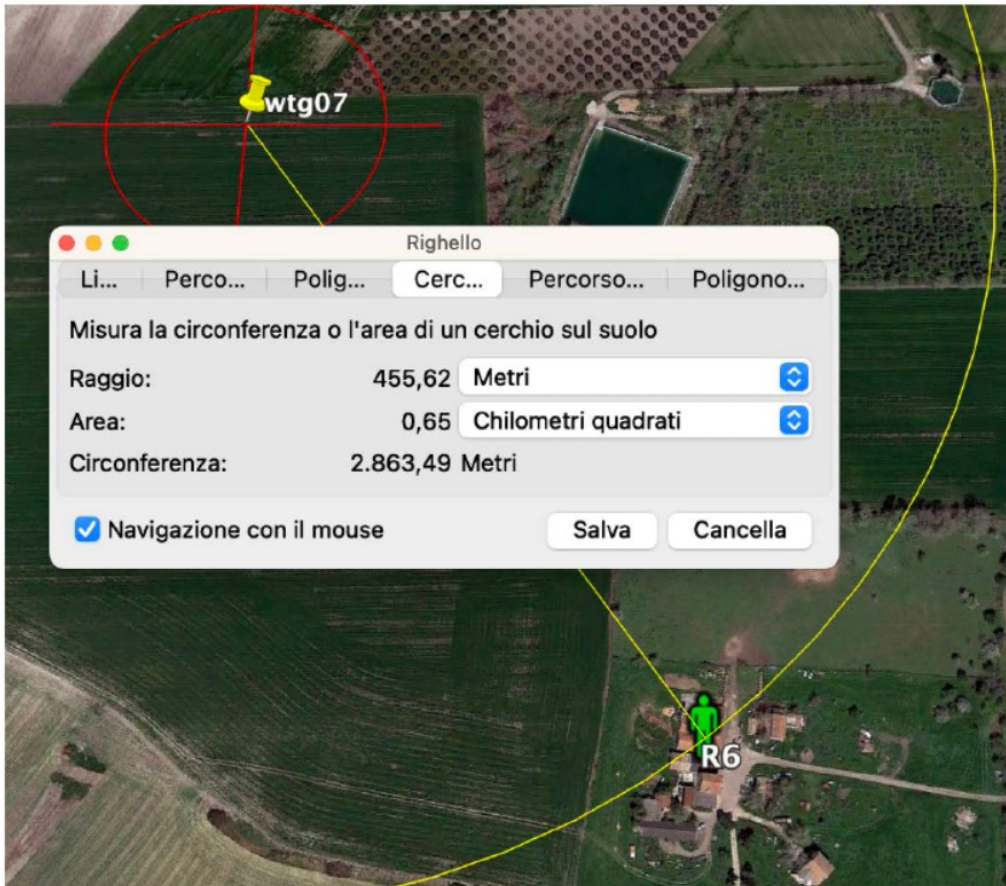 wtg07
Righello
Li... Perco... Polig... Cerc... Percorso... Poligono...
Misura la circonferenza o l'area di un cerchio sul suolo
Raggio: 455,62 Metri
Area: 0,65 Chilometri quadrati
Circonferenza: 2.863,49 Metri
Navigazione con il mouse Salva Cancella
R6